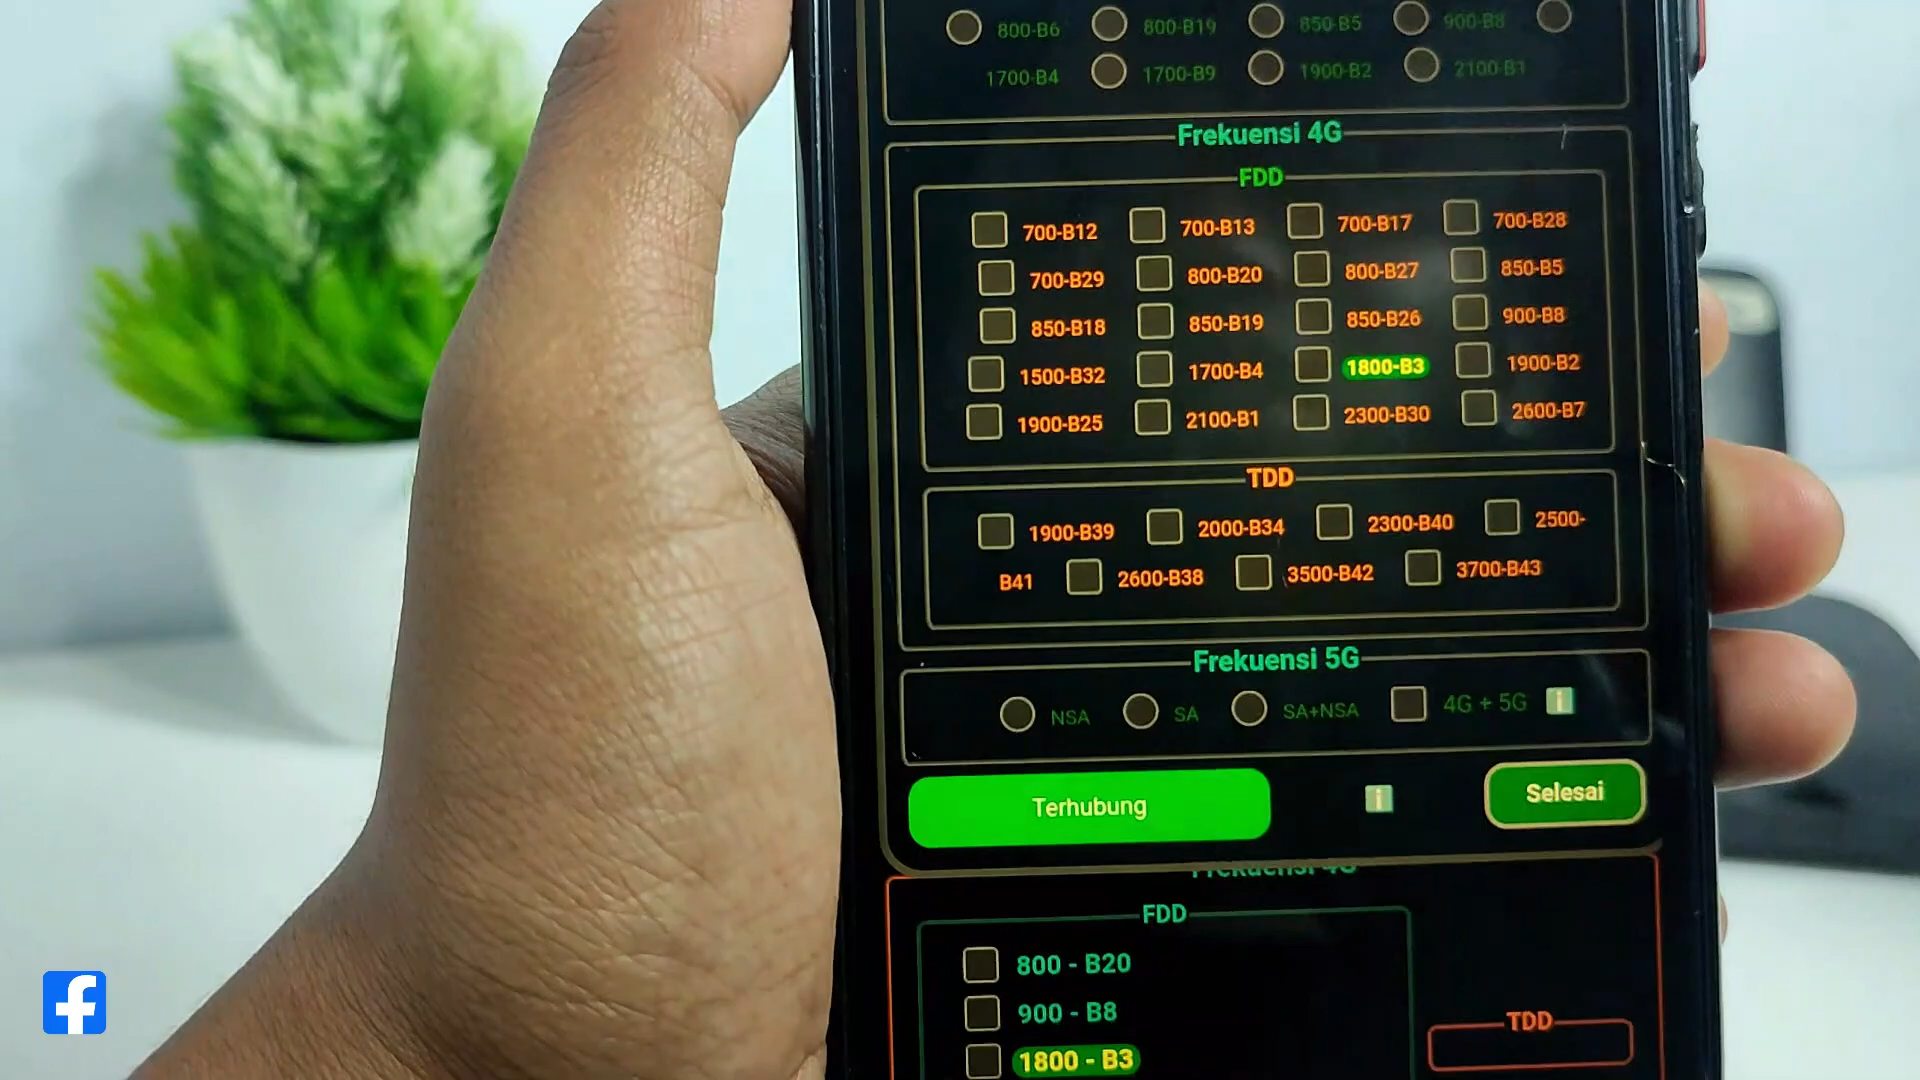 800-B6 800-B19 850-B5 900-B8
1700-B4 1700-B9 1900-B2 2100-B1
Frekuensi 4G
FDD
700-B12 700-B13 700-B17 700-B28
700-B29 800-B20 800-B27 850-B5
850-B18 850-B19 850-B26 900-B8
1500-B32 1700-B4 1800-B3 1900-B2
1900-B25 2100-B1 2300-B30 2600-B7
TDD
1900-B39 2000-B34 2300-B40 2500-
B41 2600-B38 3500-B42 3700-B43
Frekuensi 5G
NSA SA SA+NSA 4G + 5G i
Terhubung i Selesai
Frekuensi 4G
FDD
800 - B20
900 - B8
TDD
1800 - B3